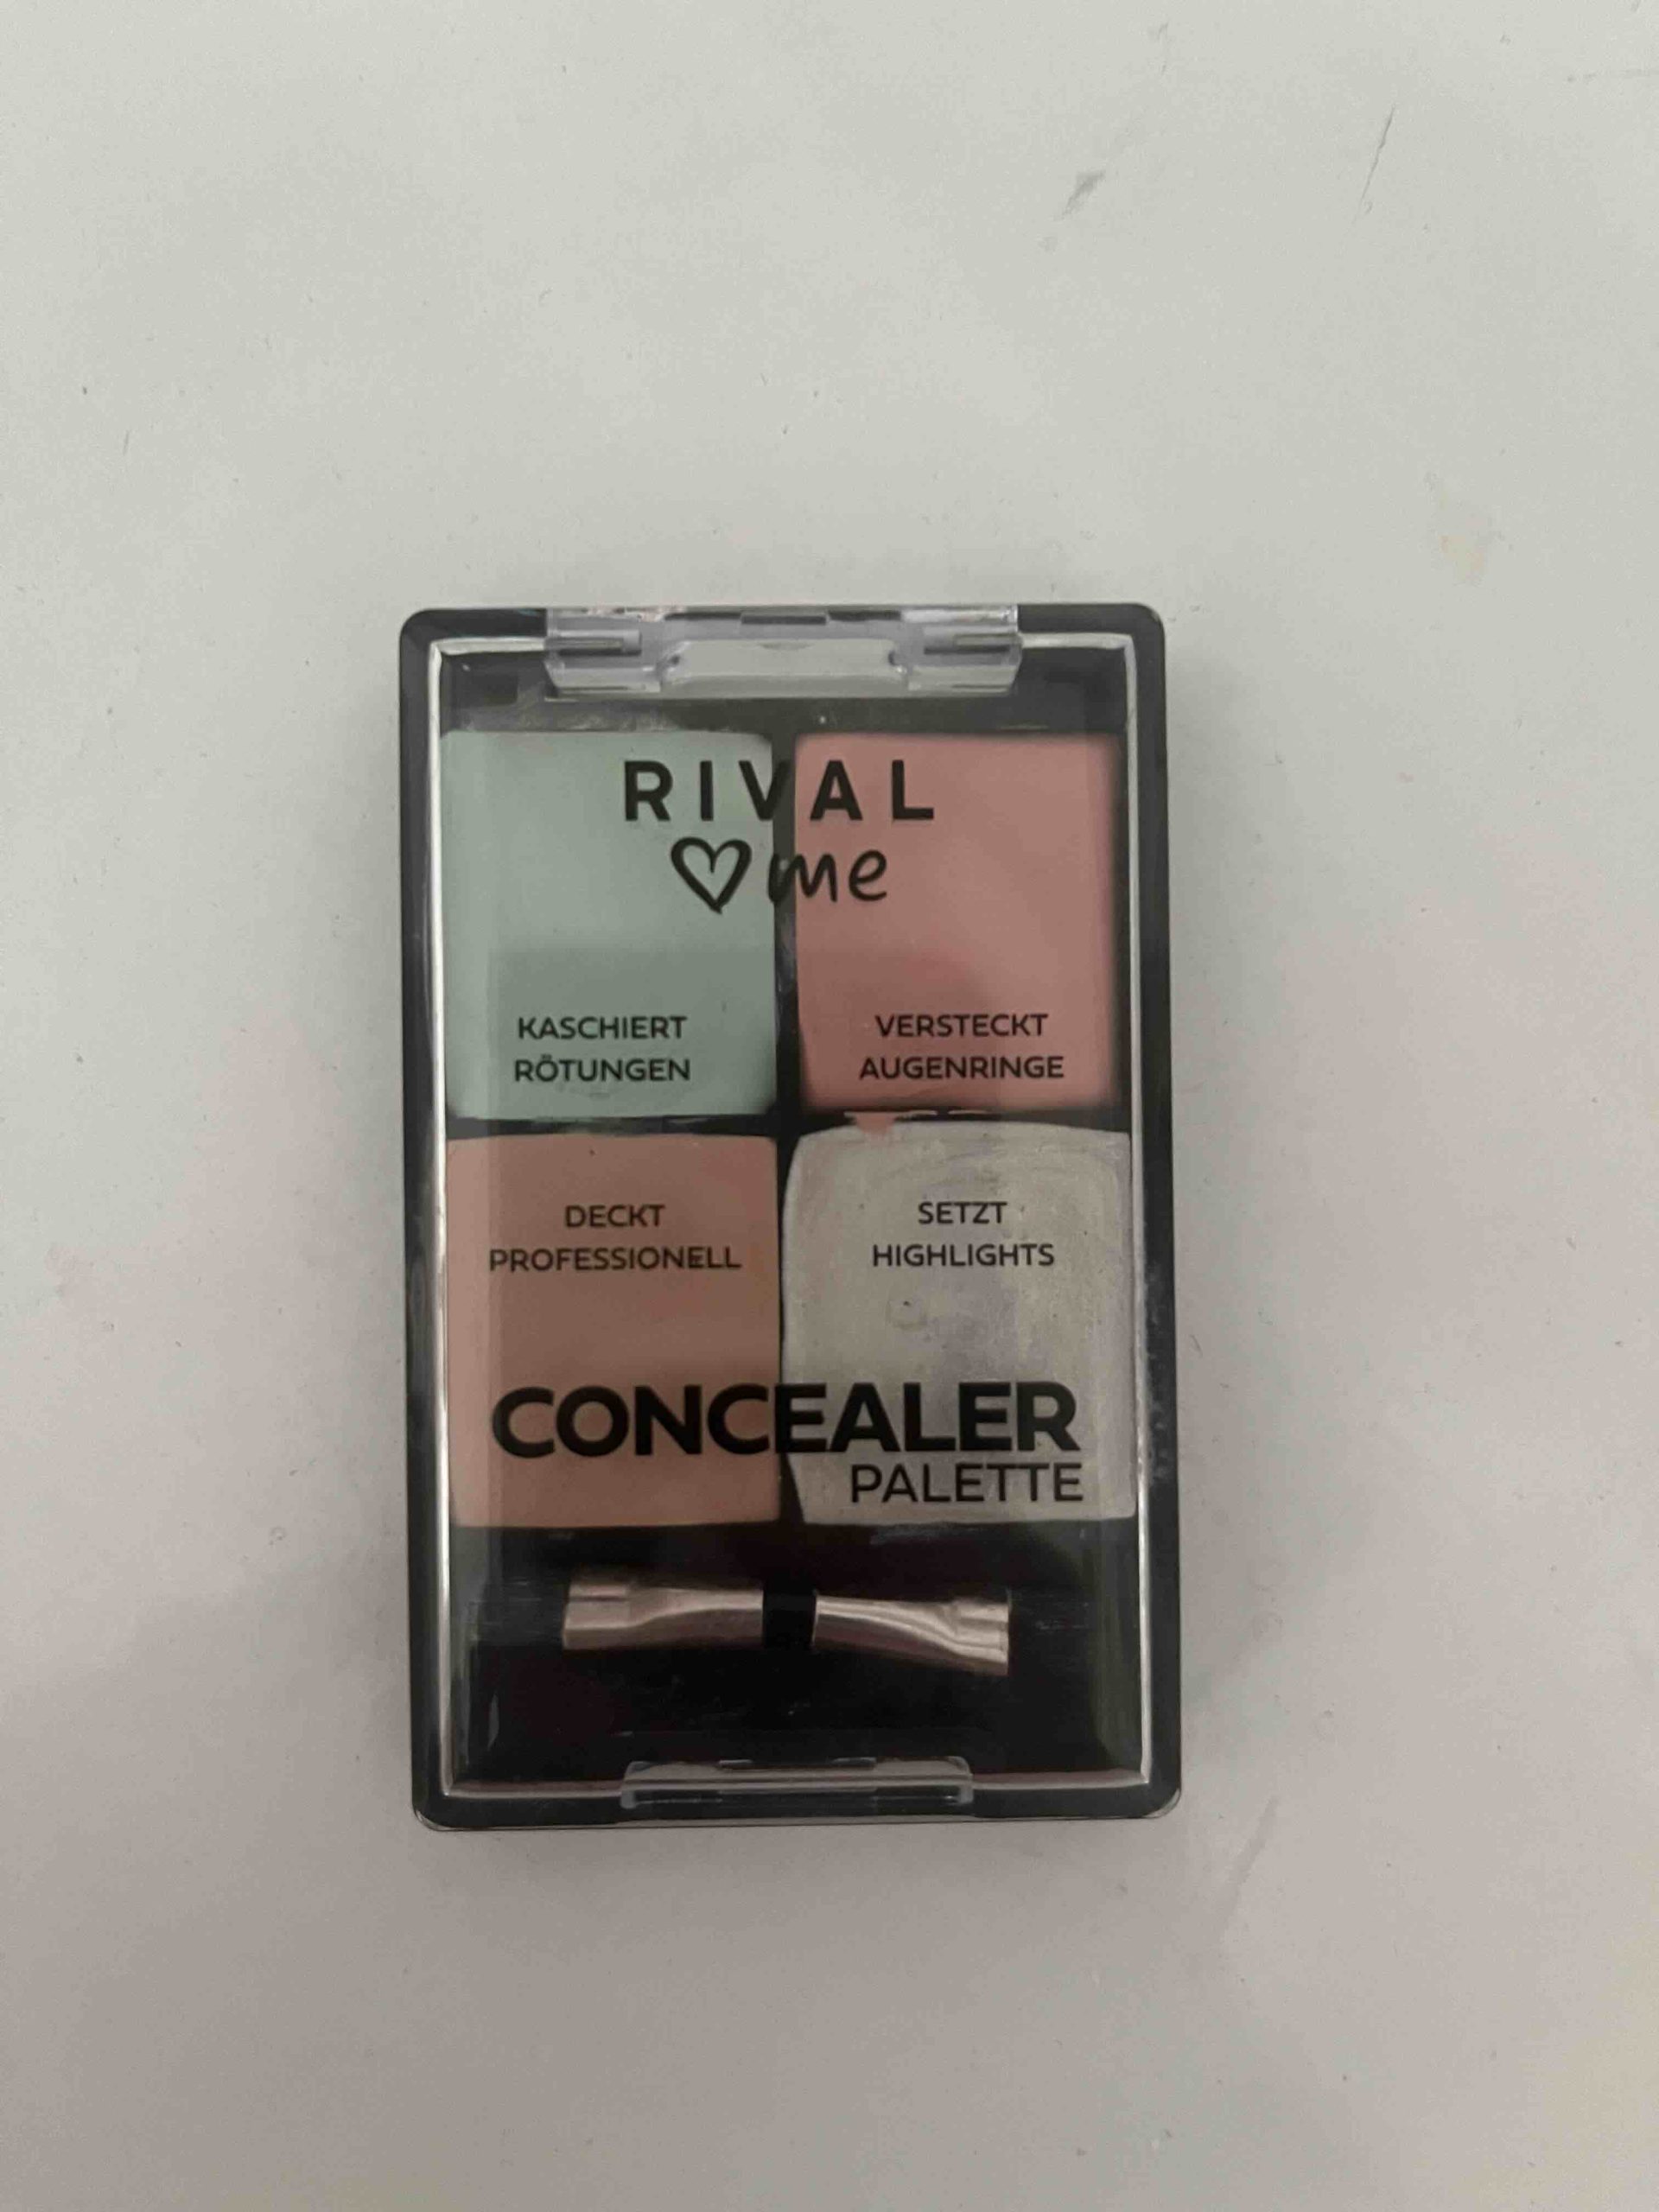 RIVAL
♡me
KASCHIERT
RÖTUNGEN
VERSTECKT
AUGENRINGE
DECKT
PROFESSIONELL
SETZT
HIGHLIGHTS
CONCEALER
PALETTE